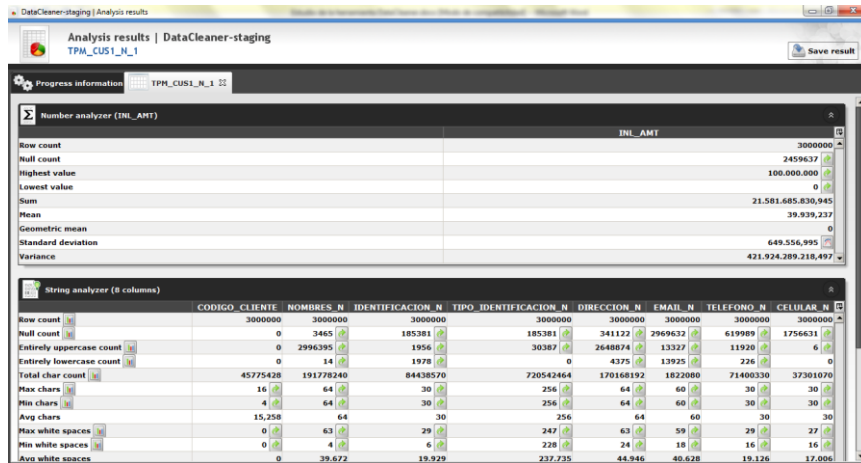 DataCleaner-staging | Analysis results
Analysis results | DataCleaner-staging
TPM_CUS1_N_1
Save result
Progress information TPM_CUS1_N_1
Number analyzer (INL_AMT)
INL_AMT
Row count 3000000
Null count 2459637
Highest value 100.000.000
Lowest value 0
Sum 21.581.685.830,945
Mean 39.939,237
Geometric mean 0
Standard deviation 649.556,995
Variance 421.924.289.218,497
String analyzer (8 columns)
CODIGO_CLIENTE NOMBRES_N IDENTIFICACION_N TIPO_IDENTIFICACION_N DIRECCION_N EMAIL_N TELEFONO_N CELULAR_N
Row count 3000000 3000000 3000000 3000000 3000000 3000000 3000000 3000000
Null count 0 3465 185381 185381 341122 2969632 619989 1756631
Entirely uppercase count 0 2996395 1956 30387 2648874 13327 11920 6
Entirely lowercase count 0 14 1978 0 4375 13925 226 0
Total char count 45775428 191778240 84438570 720542464 170168192 1822080 71400330 37301070
Max chars 16 64 30 256 64 60 30 30
Min chars 4 64 30 256 64 60 30 30
Avg chars 15,258 64 30 256 64 60 30 30
Max white spaces 0 63 29 247 63 59 29 27
Min white spaces 0 4 6 228 24 18 16 16
Avg white spaces 0 39.672 19.929 237.735 44.946 40.628 19.126 17.006